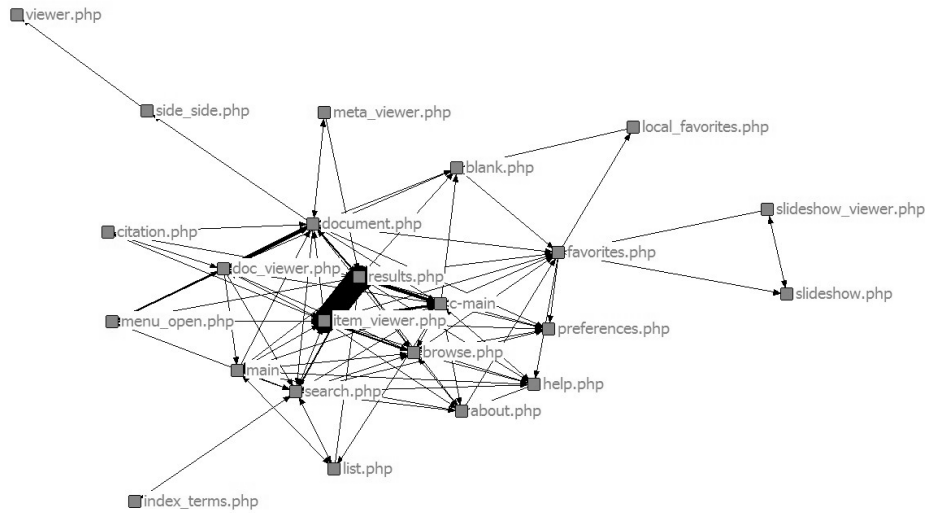 viewer.php
side_side.php
meta_viewer.php
local_favorites.php
blank.php
slideshow_viewer.php
document.php
citation.php
favorites.php
doc_viewer.php
results.php
slideshow.php
c-main
menu_open.php
item_viewer.php
preferences.php
browse.php
main
help.php
search.php
about.php
list.php
index_terms.php